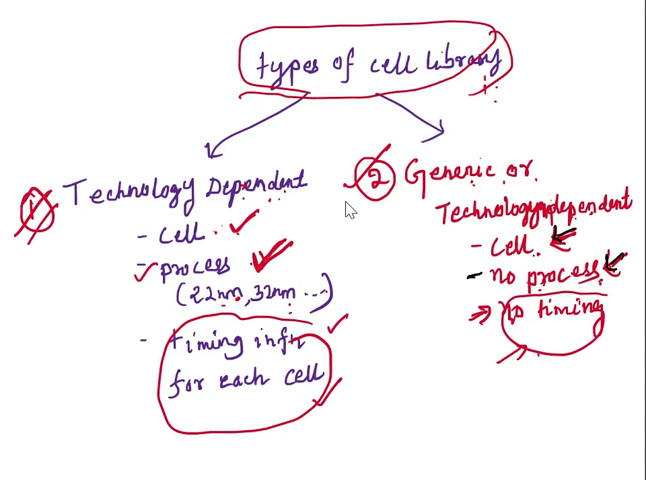 types of cell library
1 Technology Dependent
- cell
- process
(22nm, 32nm ...)
- timing infn
for each cell
2 Generic or
Technology independent
- cell
- no process
no timing